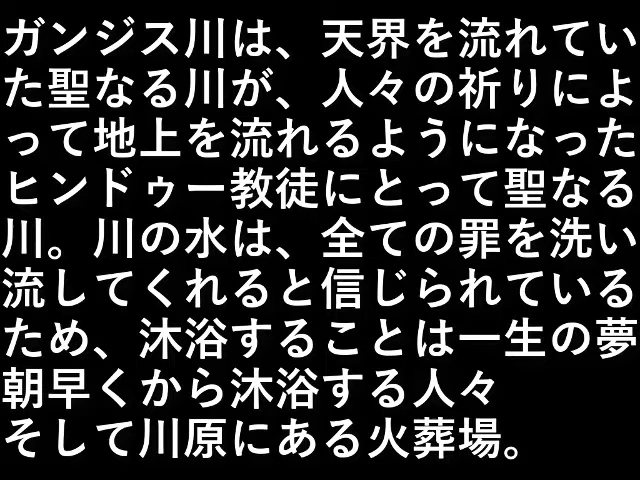 ガンジス川は、天界を流れてい
た聖なる川が、人々の祈りによ
って地上を流れるようになった
ヒンドゥー教徒にとって聖なる
川。川の水は、全ての罪を洗い
流してくれると信じられている
ため、沐浴することは一生の夢
朝早くから沐浴する人々
そして川原にある火葬場。